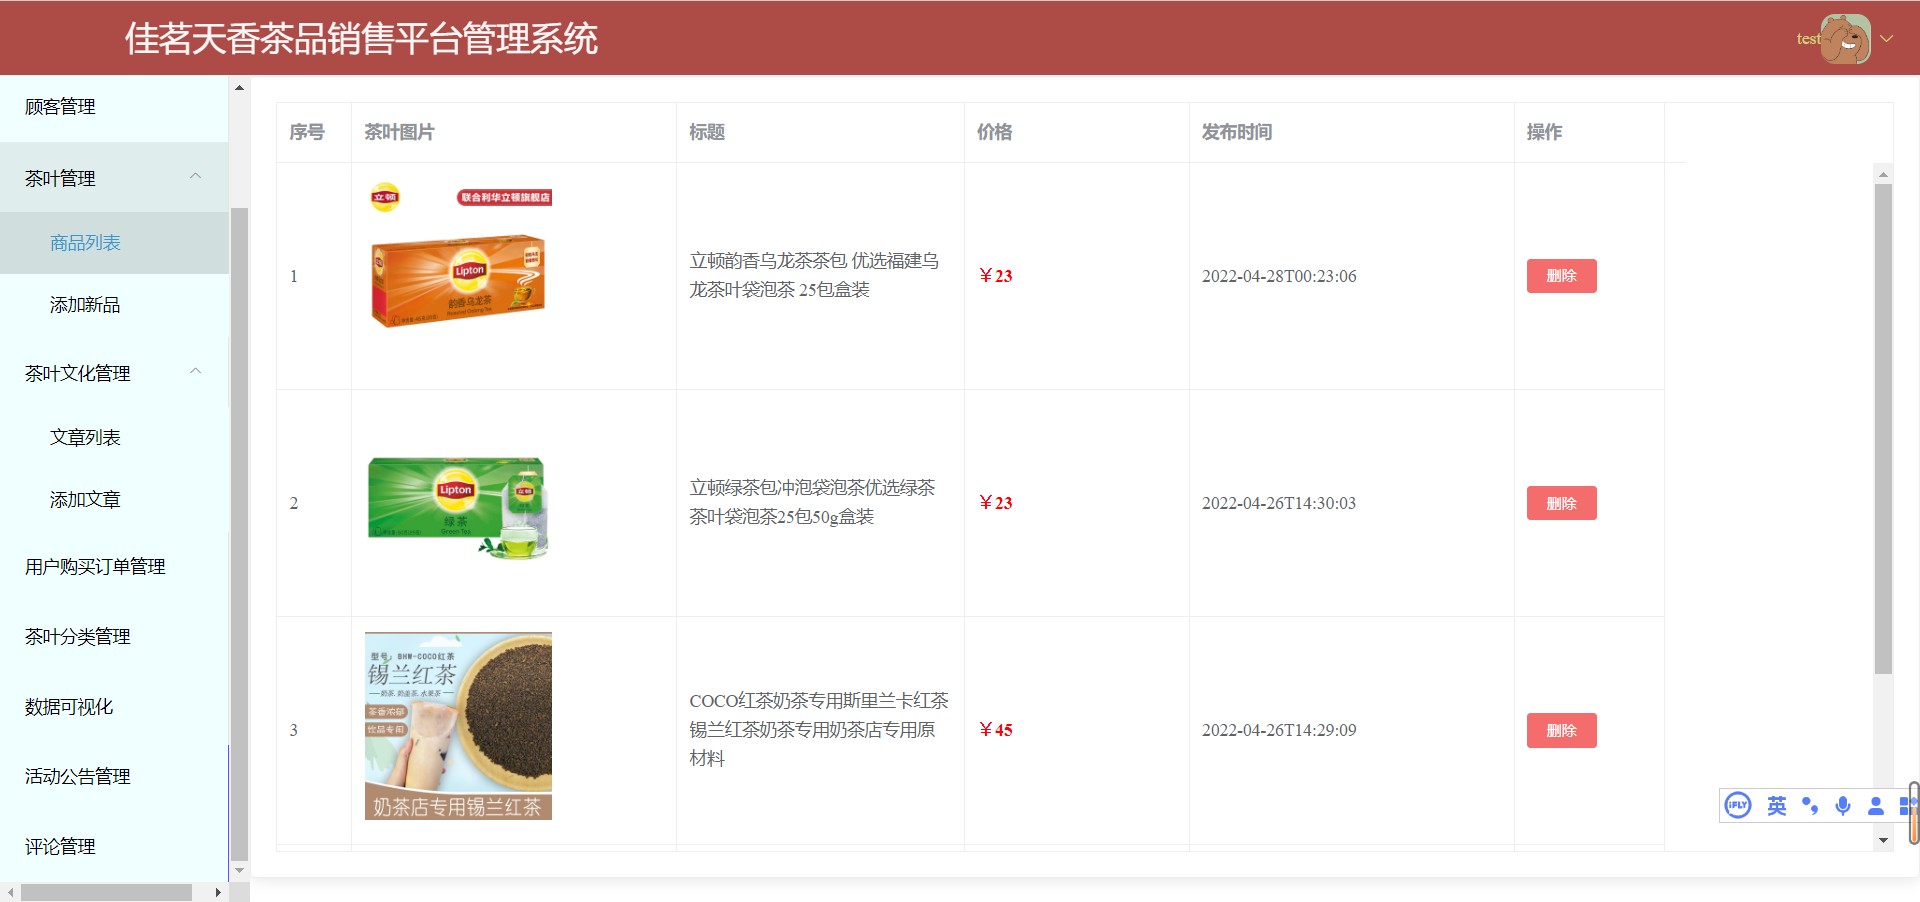 佳茗天香茶品销售平台管理系统
test
顾客管理
茶叶管理
商品列表
添加新品
茶叶文化管理
文章列表
添加文章
用户购买订单管理
茶叶分类管理
数据可视化
活动公告管理
评论管理
序号 茶叶图片 标题 价格 发布时间 操作
立顿
联合利华立顿旗舰店
Lipton
韵香乌龙茶
1
立顿韵香乌龙茶茶包 优选福建乌
龙茶叶袋泡茶 25包盒装
￥23
2022-04-28T00:23:06
删除
Lipton
立顿
绿茶
Green Tea
2
立顿绿茶包冲泡袋泡茶优选绿茶
茶叶袋泡茶25包50g盒装
￥23
2022-04-26T14:30:03
删除
型号：BHM-COCO红茶
锡兰红茶
奶茶.奶盖茶.水果茶
茶香浓郁
饮品专用
奶茶店专用锡兰红茶
3
COCO红茶奶茶专用斯里兰卡红茶
锡兰红茶奶茶专用奶茶店专用原
材料
￥45
2022-04-26T14:29:09
删除
iFLY
英